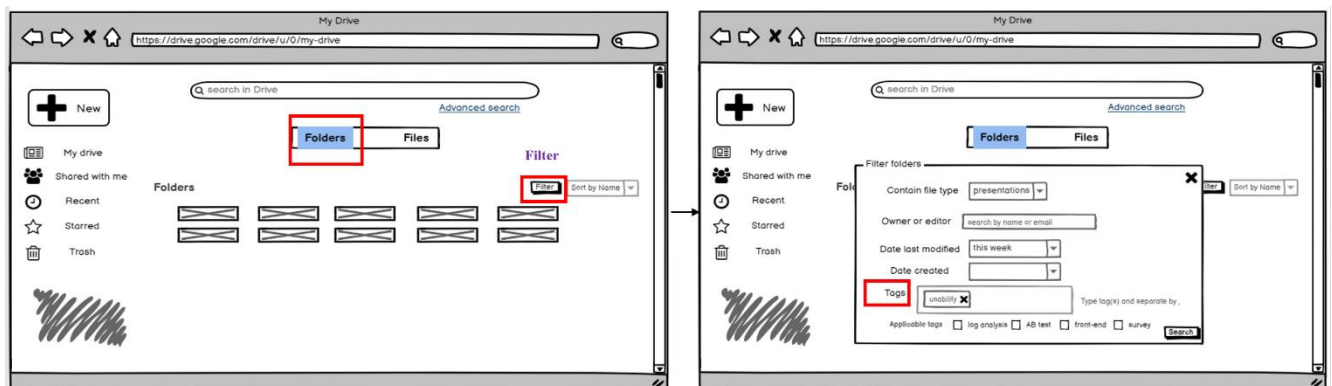 My Drive
https://drive.google.com/drive/u/0/my-drive
search in Drive
Advanced search
New
Folders Files
My drive
Filter
Shared with me
Folders
Filter Sort by Name
Recent
Starred
Trash
My Drive
https://drive.google.com/drive/u/0/my-drive
search in Drive
Advanced search
New
Folders Files
My drive
Filter folders
Shared with me
Contain file type presentations
Sort by Name
Recent
Owner or editor search by name or email
Starred
Date last modified this week
Trash
Date created
Tags usability Type tag(s) and separate by ,
Applicable tags log analysis AB test front-end survey
Search